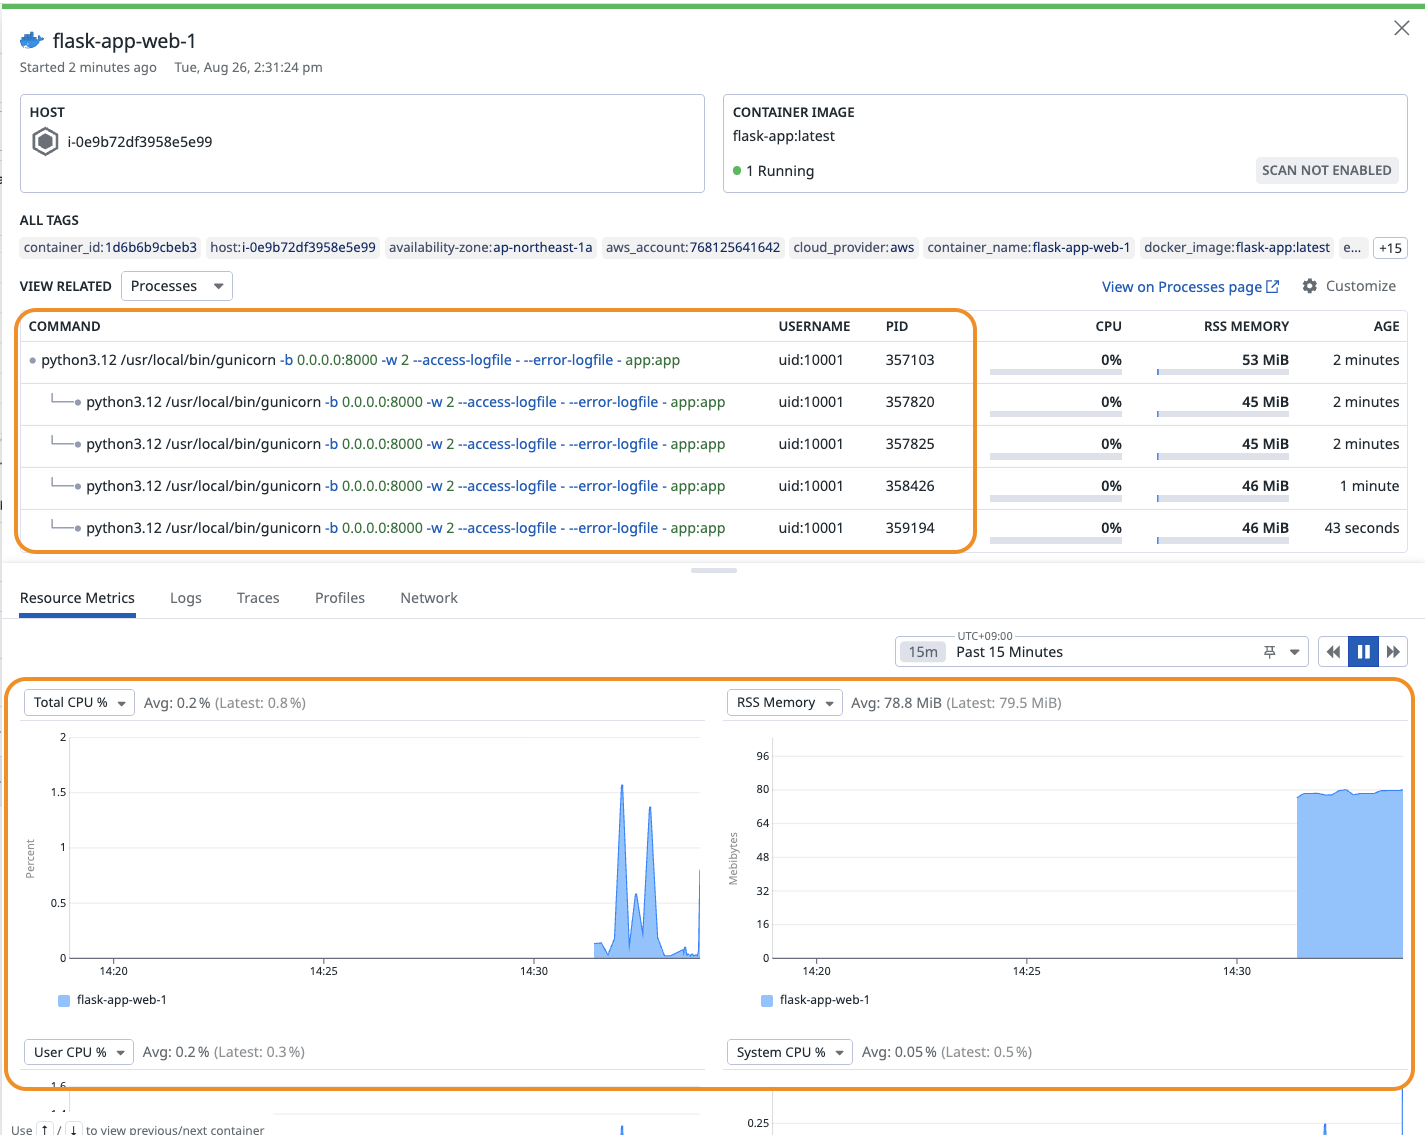 flask-app-web-1
Started 2 minutes ago Tue, Aug 26, 2:31:24 pm
HOST
i-0e9b72df3958e5e99
CONTAINER IMAGE
flask-app:latest
1 Running
SCAN NOT ENABLED
ALL TAGS
container_id:1d6b6b9cbeb3 host:i-0e9b72df3958e5e99 availability-zone:ap-northeast-1a aws_account:768125641642 cloud_provider:aws container_name:flask-app-web-1 docker_image:flask-app:latest e... +15
VIEW RELATED Processes View on Processes page Customize
COMMAND USERNAME PID CPU RSS MEMORY AGE
python3.12 /usr/local/bin/gunicorn -b 0.0.0.0:8000 -w 2 --access-logfile - --error-logfile - app:app uid:10001 357103 0% 53 MiB 2 minutes
python3.12 /usr/local/bin/gunicorn -b 0.0.0.0:8000 -w 2 --access-logfile - --error-logfile - app:app uid:10001 357820 0% 45 MiB 2 minutes
python3.12 /usr/local/bin/gunicorn -b 0.0.0.0:8000 -w 2 --access-logfile - --error-logfile - app:app uid:10001 357825 0% 45 MiB 2 minutes
python3.12 /usr/local/bin/gunicorn -b 0.0.0.0:8000 -w 2 --access-logfile - --error-logfile - app:app uid:10001 358426 0% 46 MiB 1 minute
python3.12 /usr/local/bin/gunicorn -b 0.0.0.0:8000 -w 2 --access-logfile - --error-logfile - app:app uid:10001 359194 0% 46 MiB 43 seconds
Resource Metrics Logs Traces Profiles Network
UTC+09:00
15m Past 15 Minutes
Total CPU % Avg: 0.2 % (Latest: 0.8 %)
2
1.5
1
0.5
0
Percent
14:20 14:25 14:30
flask-app-web-1
RSS Memory Avg: 78.8 MiB (Latest: 79.5 MiB)
96
80
64
48
32
16
0
Mebibytes
14:20 14:25 14:30
flask-app-web-1
User CPU % Avg: 0.2 % (Latest: 0.3 %)
1.6
System CPU % Avg: 0.05 % (Latest: 0.5 %)
0.25
Use ↑ / ↓ to view previous/next container